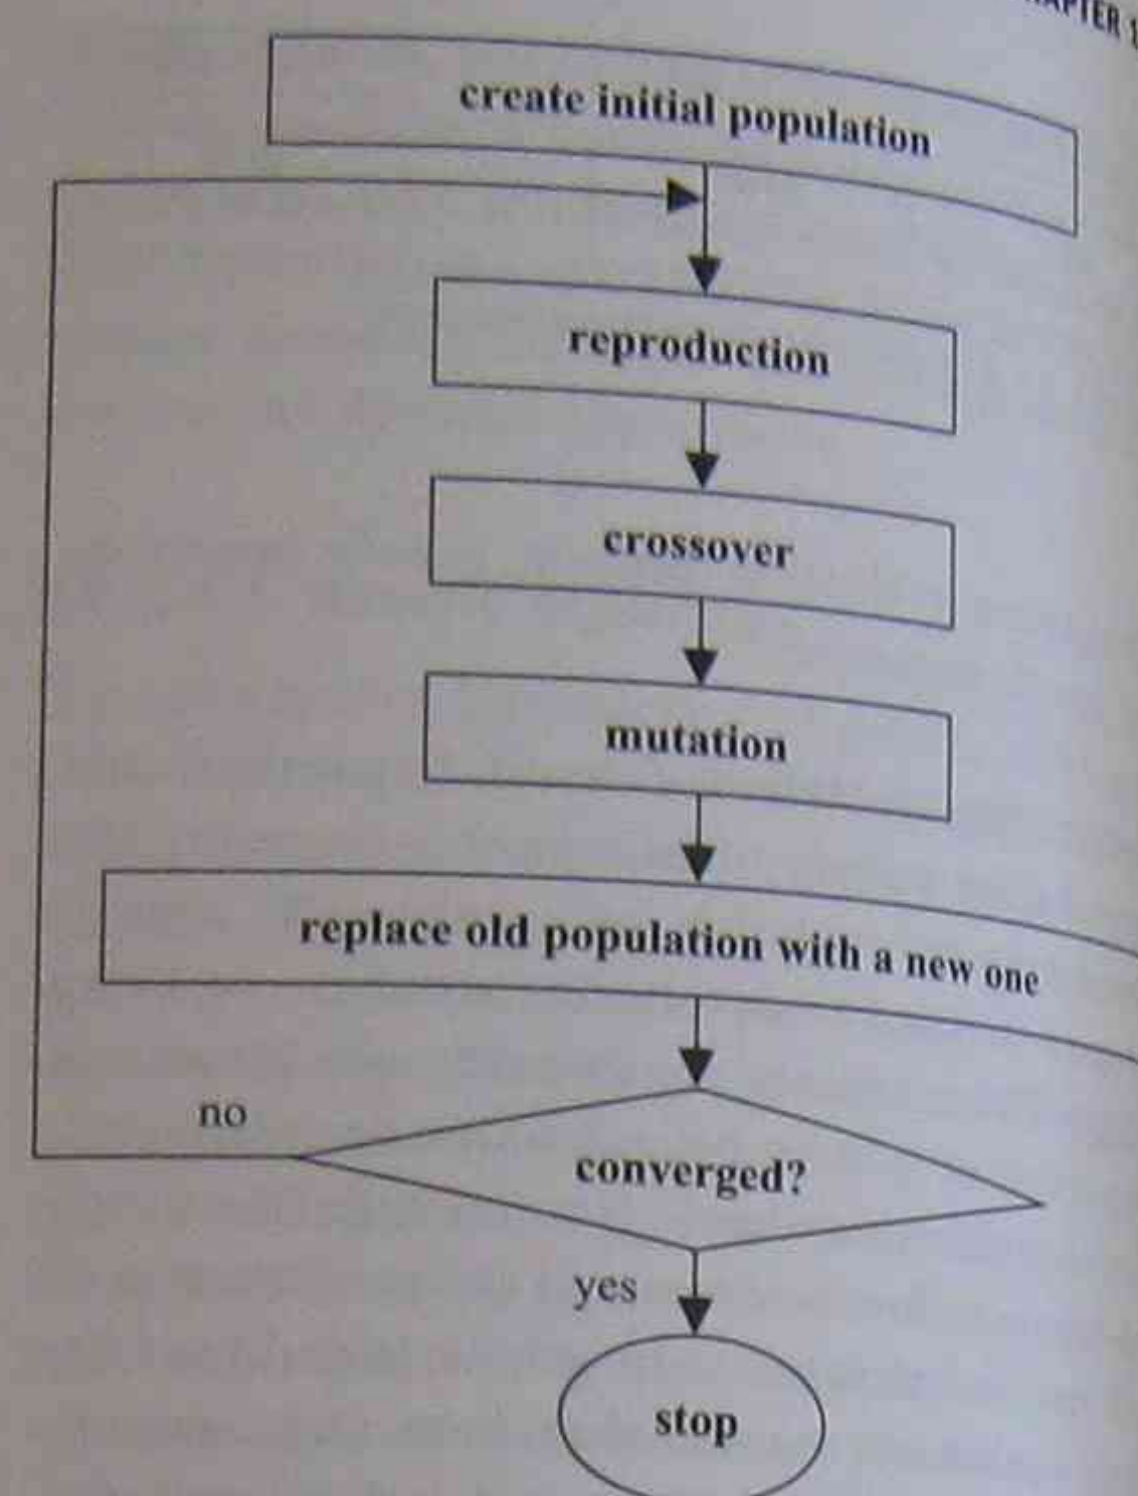 create initial population
reproduction
crossover
mutation
replace old population with a new one
no
converged?
yes
stop